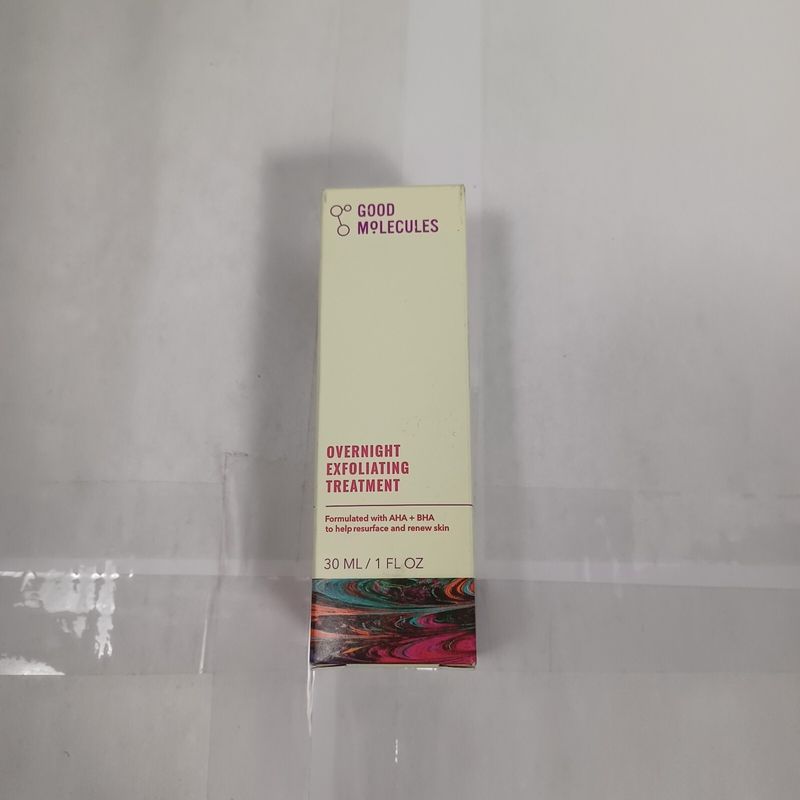 GOOD
MOLECULES
OVERNIGHT
EXFOLIATING
TREATMENT
Formulated with AHA + BHA
to help resurface and renew skin
30 ML / 1 FL OZ